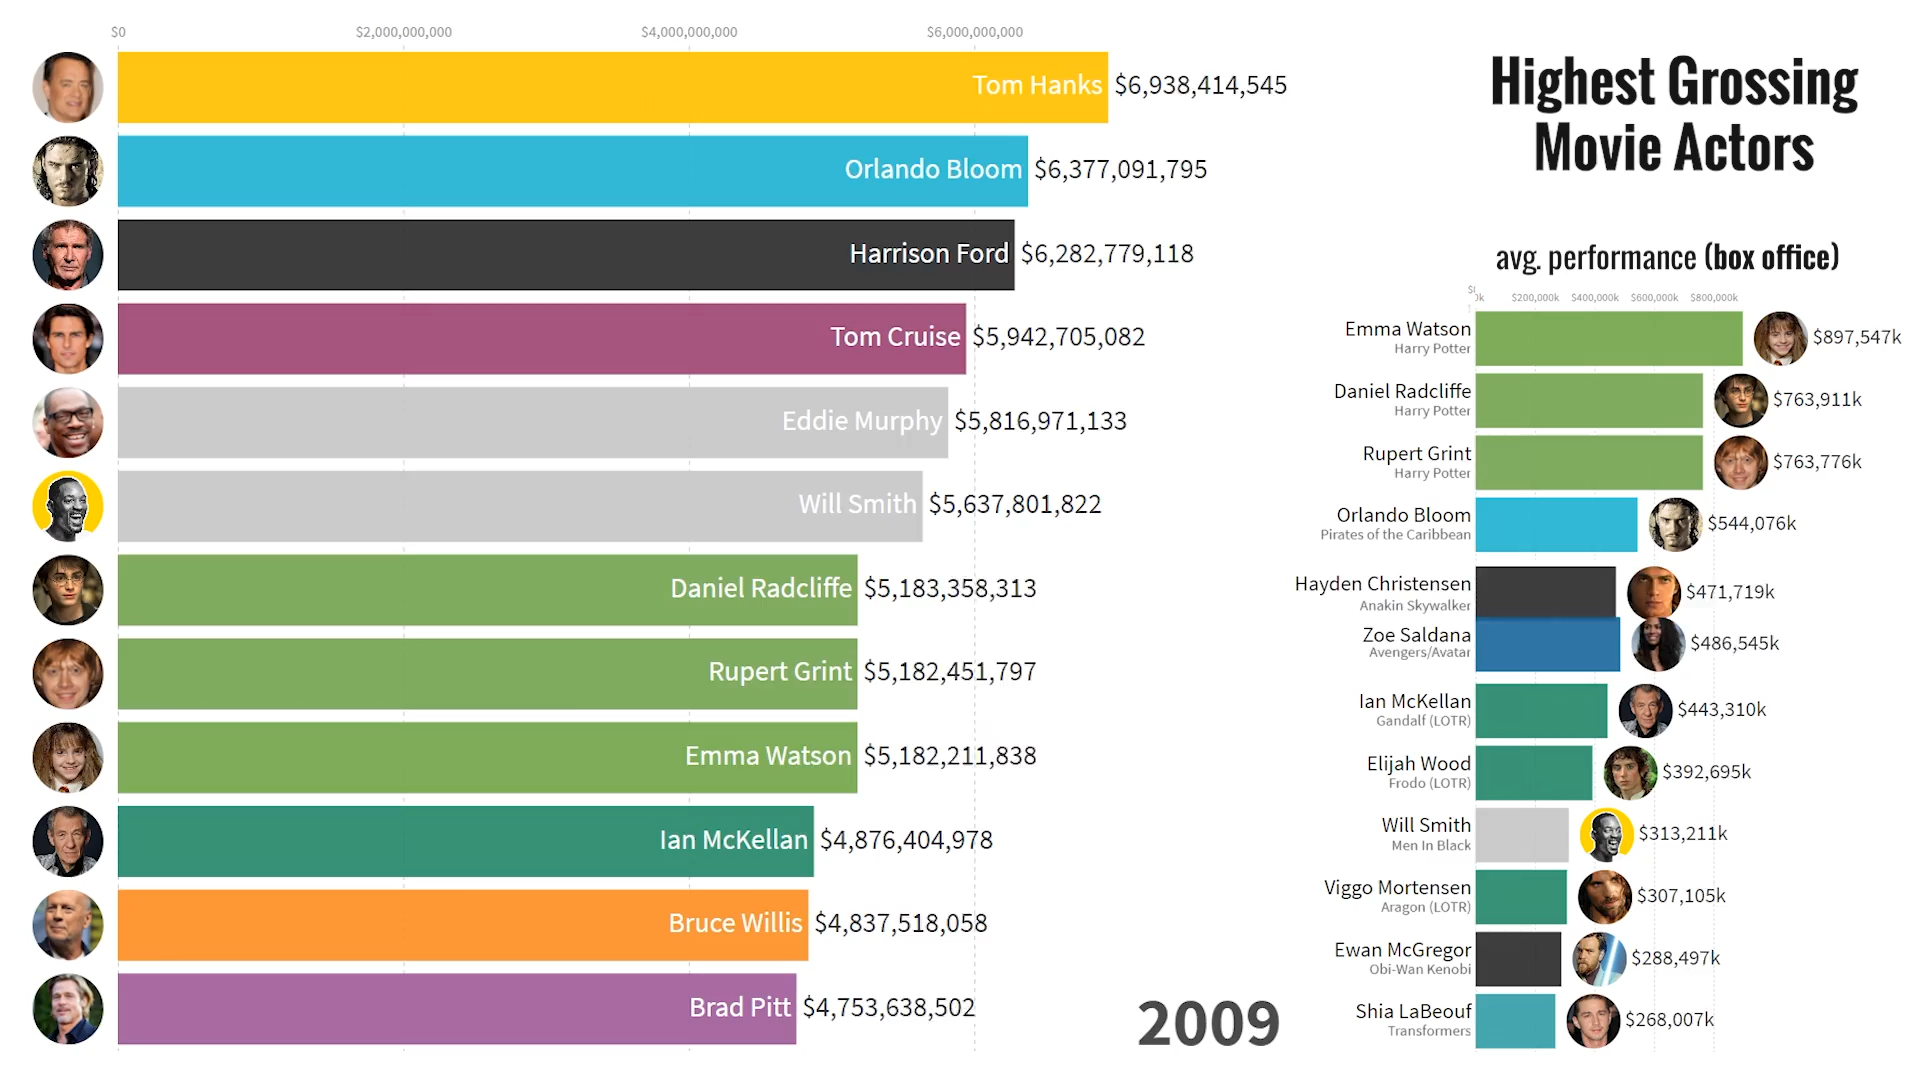 $0 $2,000,000,000 $4,000,000,000 $6,000,000,000
Tom Hanks $6,938,414,545
Orlando Bloom $6,377,091,795
Harrison Ford $6,282,779,118
Tom Cruise $5,942,705,082
Eddie Murphy $5,816,971,133
Will Smith $5,637,801,822
Daniel Radcliffe $5,183,358,313
Rupert Grint $5,182,451,797
Emma Watson $5,182,211,838
Ian McKellan $4,876,404,978
Bruce Willis $4,837,518,058
Brad Pitt $4,753,638,502
2009
Highest Grossing
Movie Actors
avg. performance (box office)
$200,000k $400,000k $600,000k $800,000k
Emma Watson $897,547k
Harry Potter
Daniel Radcliffe $763,911k
Harry Potter
Rupert Grint $763,776k
Harry Potter
Orlando Bloom $544,076k
Pirates of the Caribbean
Hayden Christensen $471,719k
Anakin Skywalker
Zoe Saldana $486,545k
Avengers/Avatar
Ian McKellan $443,310k
Gandalf (LOTR)
Elijah Wood $392,695k
Frodo (LOTR)
Will Smith $313,211k
Men In Black
Viggo Mortensen $307,105k
Aragon (LOTR)
Ewan McGregor $288,497k
Obi-Wan Kenobi
Shia LaBeouf $268,007k
Transformers